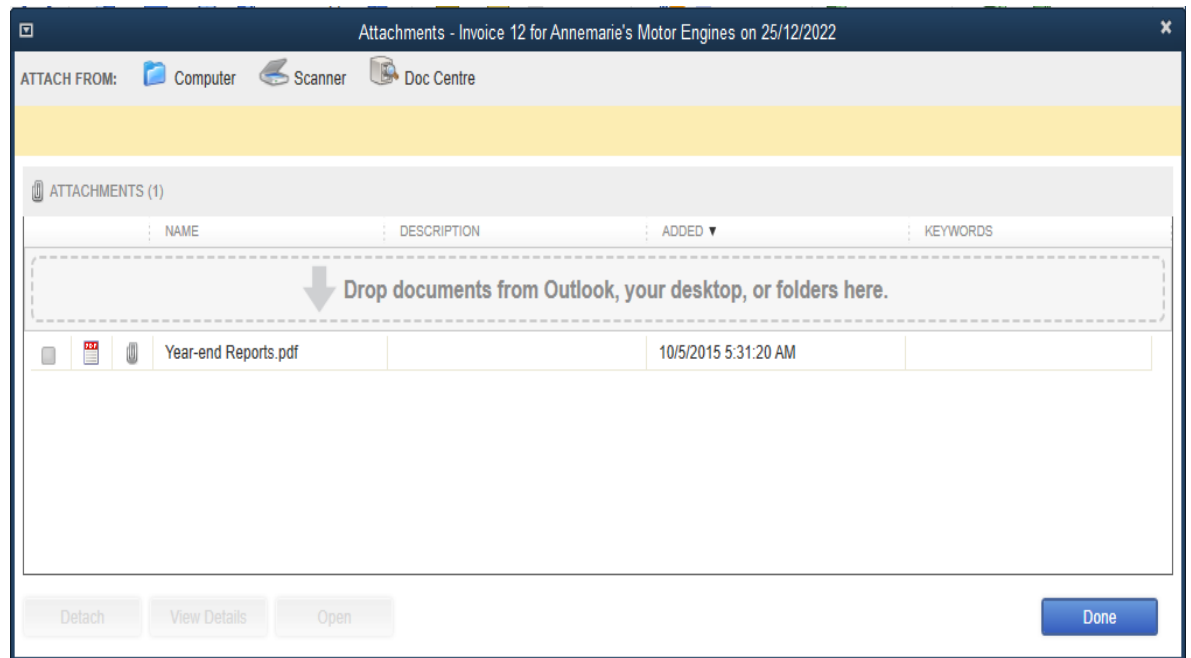 Attachments - Invoice 12 for Annemarie's Motor Engines on 25/12/2022
ATTACH FROM: Computer Scanner Doc Centre
ATTACHMENTS (1)
NAME DESCRIPTION ADDED ▼ KEYWORDS
Drop documents from Outlook, your desktop, or folders here.
PDF Year-end Reports.pdf 10/5/2015 5:31:20 AM
Detach View Details Open Done